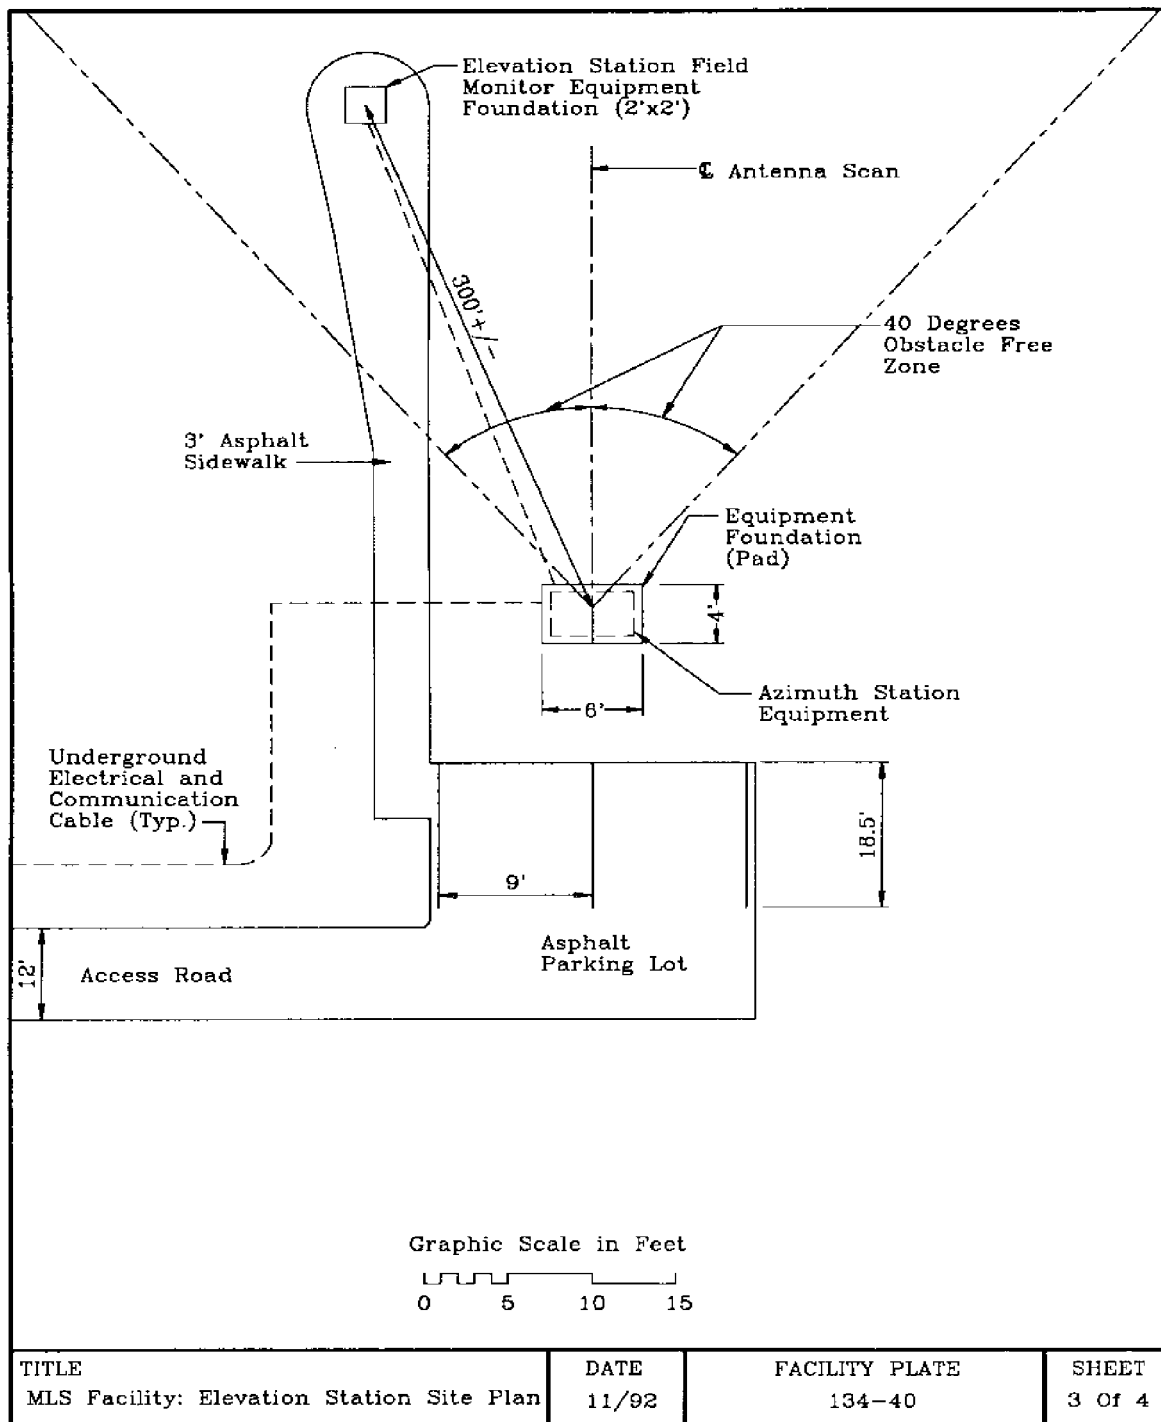 Elevation Station Field
Monitor Equipment
Foundation (2'x2')
℄ Antenna Scan
300'+/-
40 Degrees
Obstacle Free
Zone
3' Asphalt
Sidewalk
Equipment
Foundation
(Pad)
4'
6'
Azimuth Station
Equipment
Underground
Electrical and
Communication
Cable (Typ.)
18.5'
9'
Asphalt
Parking Lot
12'
Access Road
Graphic Scale in Feet
0 5 10 15
TITLE
MLS Facility: Elevation Station Site Plan
DATE
11/92
FACILITY PLATE
134-40
SHEET
3 Of 4